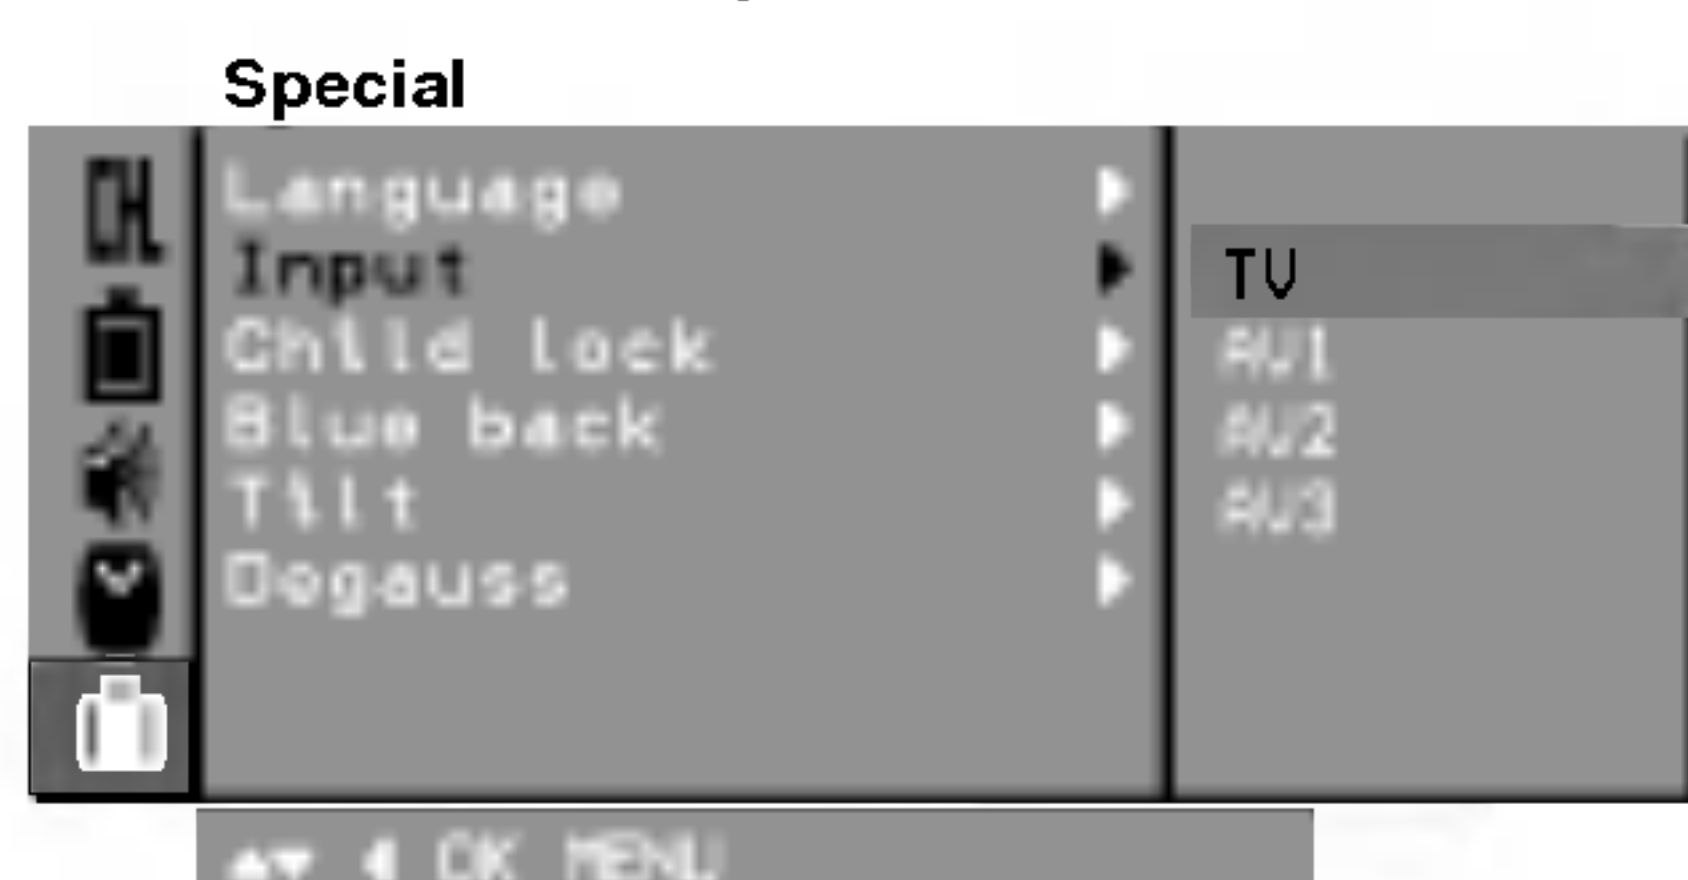 Special
Language ▶
Input ▶ TV
Child lock ▶ AV1
Blue back ▶ AV2
Tilt ▶ AV3
Degauss ▶
▲▼ ◀ OK MENU